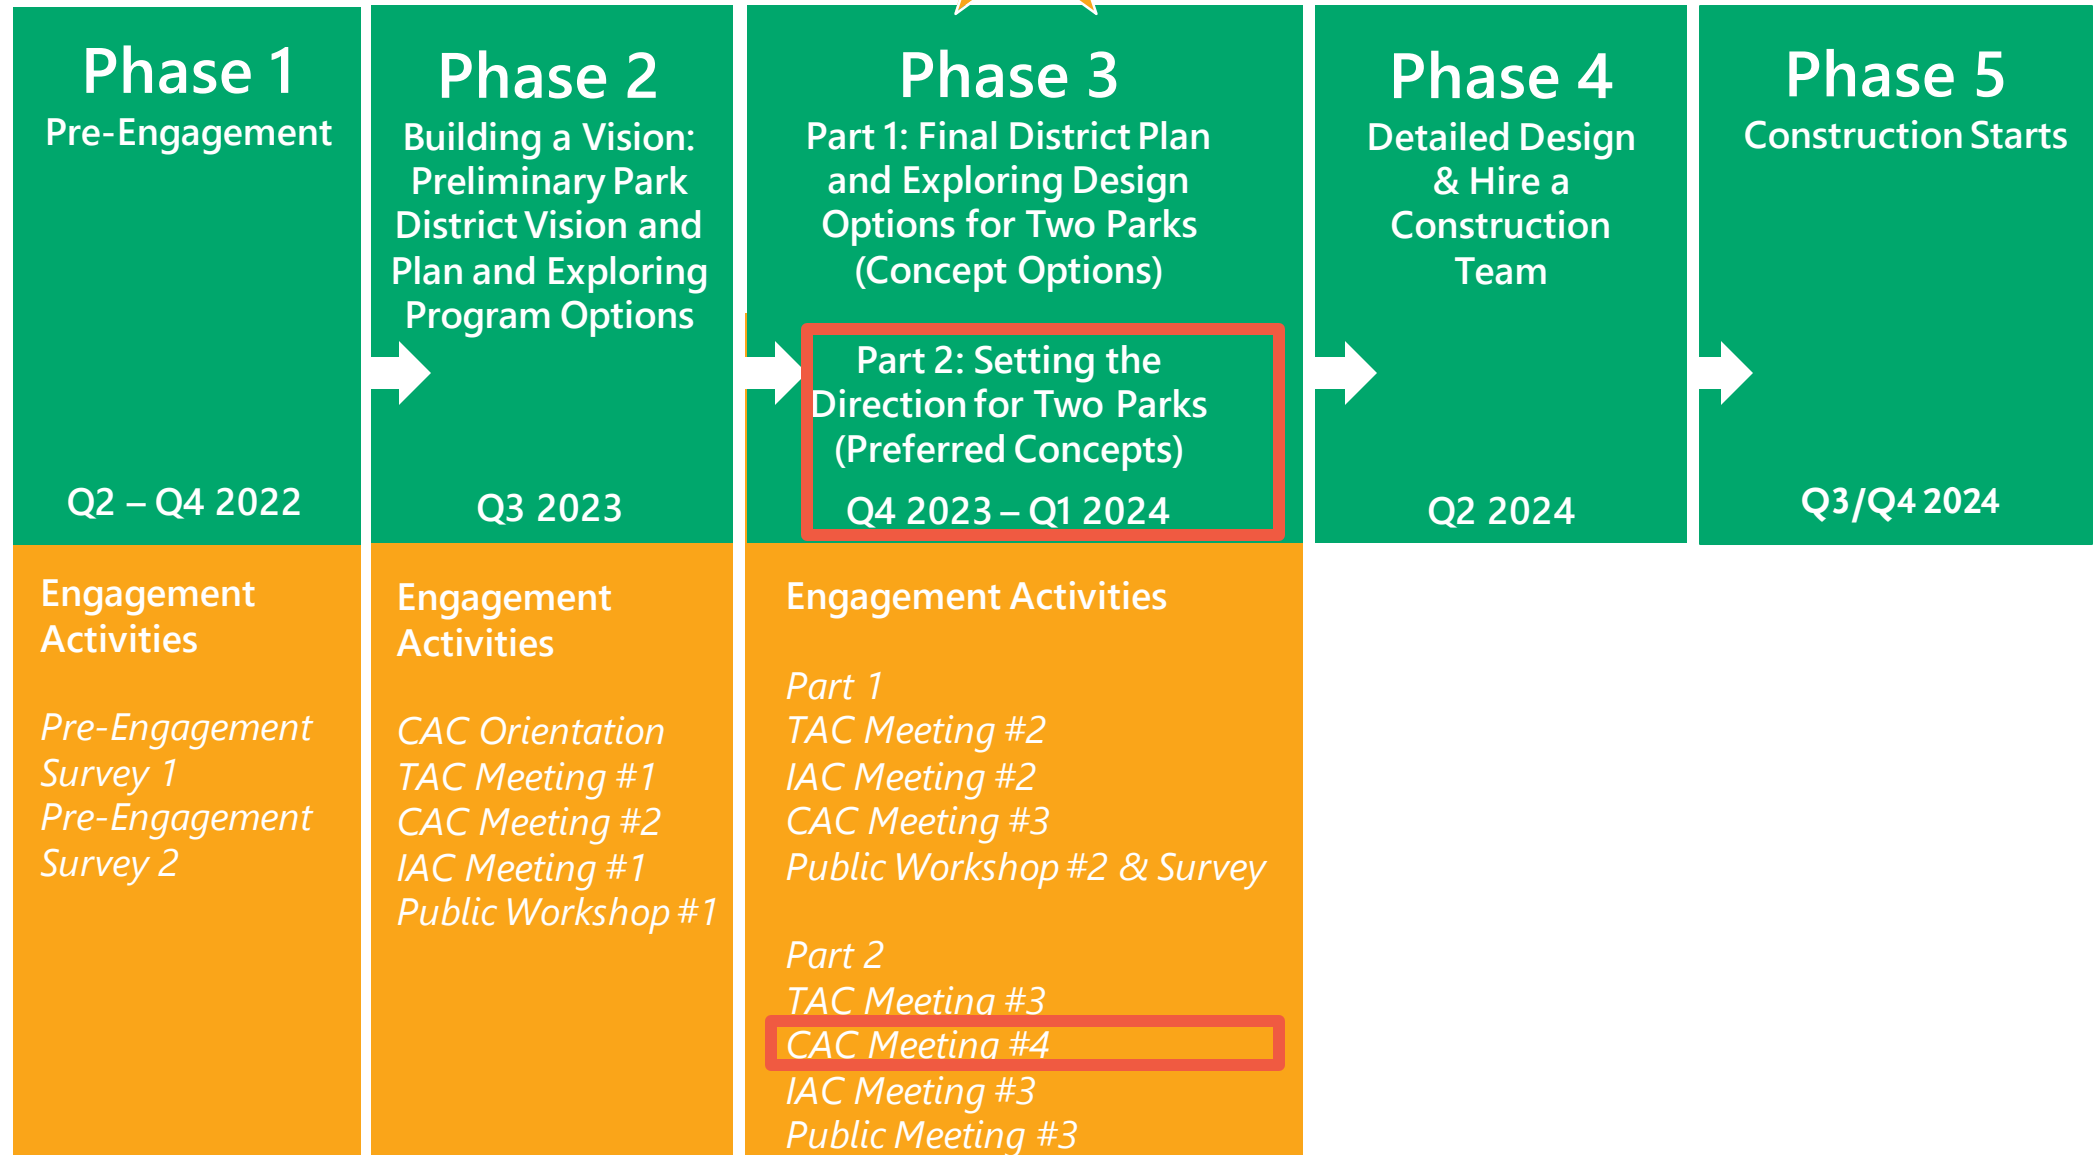 Phase 1
Pre-Engagement
Q2 – Q4 2022
Engagement
Activities
Pre-Engagement
Survey 1
Pre-Engagement
Survey 2
Phase 2
Building a Vision:
Preliminary Park
District Vision and
Plan and Exploring
Program Options
Q3 2023
Engagement
Activities
CAC Orientation
TAC Meeting #1
CAC Meeting #2
IAC Meeting #1
Public Workshop #1
Phase 3
Part 1: Final District Plan
and Exploring Design
Options for Two Parks
(Concept Options)
Part 2: Setting the
Direction for Two Parks
(Preferred Concepts)
Q4 2023 – Q1 2024
Engagement Activities
Part 1
TAC Meeting #2
IAC Meeting #2
CAC Meeting #3
Public Workshop #2 & Survey
Part 2
TAC Meeting #3
CAC Meeting #4
IAC Meeting #3
Public Meeting #3
Phase 4
Detailed Design
& Hire a
Construction
Team
Q2 2024
Phase 5
Construction Starts
Q3/Q4 2024